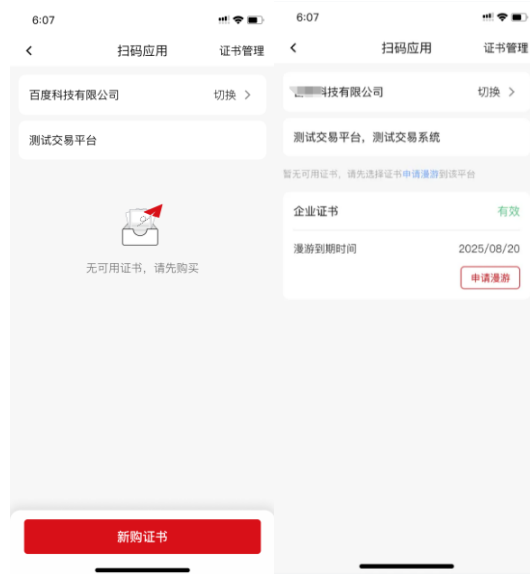 6:07
扫码应用
证书管理
百度科技有限公司
切换
测试交易平台
无可用证书，请先购买
新购证书
6:07
扫码应用
证书管理
科技有限公司
切换
测试交易平台，测试交易系统
暂无可用证书，请先选择证书申请漫游到该平台
企业证书
有效
漫游到期时间
2025/08/20
申请漫游